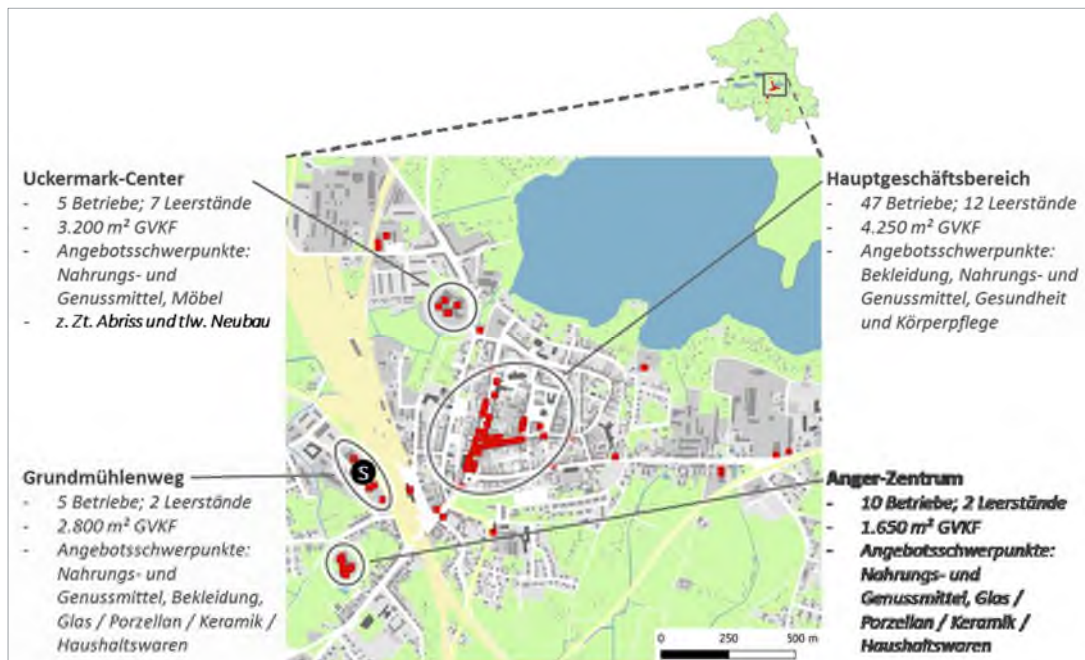 Uckermark-Center
- 5 Betriebe; 7 Leerstände
- 3.200 m² GVKF
- Angebotsschwerpunkte:
Nahrungs- und
Genussmittel, Möbel
- z. Zt. Abriss und tlw. Neubau
Hauptgeschäftsbereich
- 47 Betriebe; 12 Leerstände
- 4.250 m² GVKF
- Angebotsschwerpunkte:
Bekleidung, Nahrungs- und
Genussmittel, Gesundheit
und Körperpflege
Grundmühlenweg
- 5 Betriebe; 2 Leerstände
- 2.800 m² GVKF
- Angebotsschwerpunkte:
Nahrungs- und
Genussmittel, Bekleidung,
Glas / Porzellan / Keramik /
Haushaltswaren
S
Anger-Zentrum
- 10 Betriebe; 2 Leerstände
- 1.650 m² GVKF
- Angebotsschwerpunkte:
Nahrungs- und
Genussmittel, Glas /
Porzellan / Keramik /
Haushaltswaren
0 250 500 m